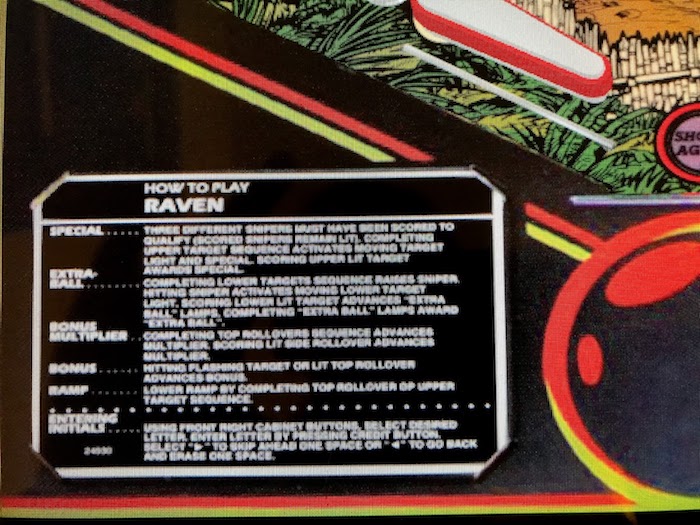 HOW TO PLAY
RAVEN
SPECIAL...... THREE DIFFERENT SNIPERS MUST HAVE BEEN SCORED TO
QUALIFY (SCORED SNIPERS REMAIN LIT). COMPLETING
UPPER TARGET SEQUENCE ACTIVATES MOVING TARGET
LIGHT AND SPECIAL. SCORING UPPER LIT TARGET
AWARDS SPECIAL.
EXTRA-
BALL........ COMPLETING LOWER TARGETS SEQUENCE RAISES SNIPER.
HITTING SNIPER ACTIVATES MOVING LOWER TARGET
LIGHT. SCORING LOWER LIT TARGET ADVANCES "EXTRA
BALL" LAMPS. COMPLETING "EXTRA BALL" LAMPS AWARD
"EXTRA BALL".
BONUS
MULTIPLIER .. COMPLETING TOP ROLLOVERS SEQUENCE ADVANCES
MULTIPLIER. SCORING LIT SIDE ROLLOVER ADVANCES
MULTIPLIER.
BONUS....... HITTING FLASHING TARGET OR LIT TOP ROLLOVER
ADVANCES BONUS.
RAMP........ LOWER RAMP BY COMPLETING TOP ROLLOVER OR UPPER
TARGET SEQUENCE.
ENTERING
INITIALS...... USING FRONT RIGHT CABINET BUTTONS, SELECT DESIRED
LETTER. ENTER LETTER BY PRESSING CREDIT BUTTON.
SELECT "►" TO SKIP AHEAD ONE SPACE OR "◄" TO GO BACK
AND ERASE ONE SPACE.
24930
SHO
AG